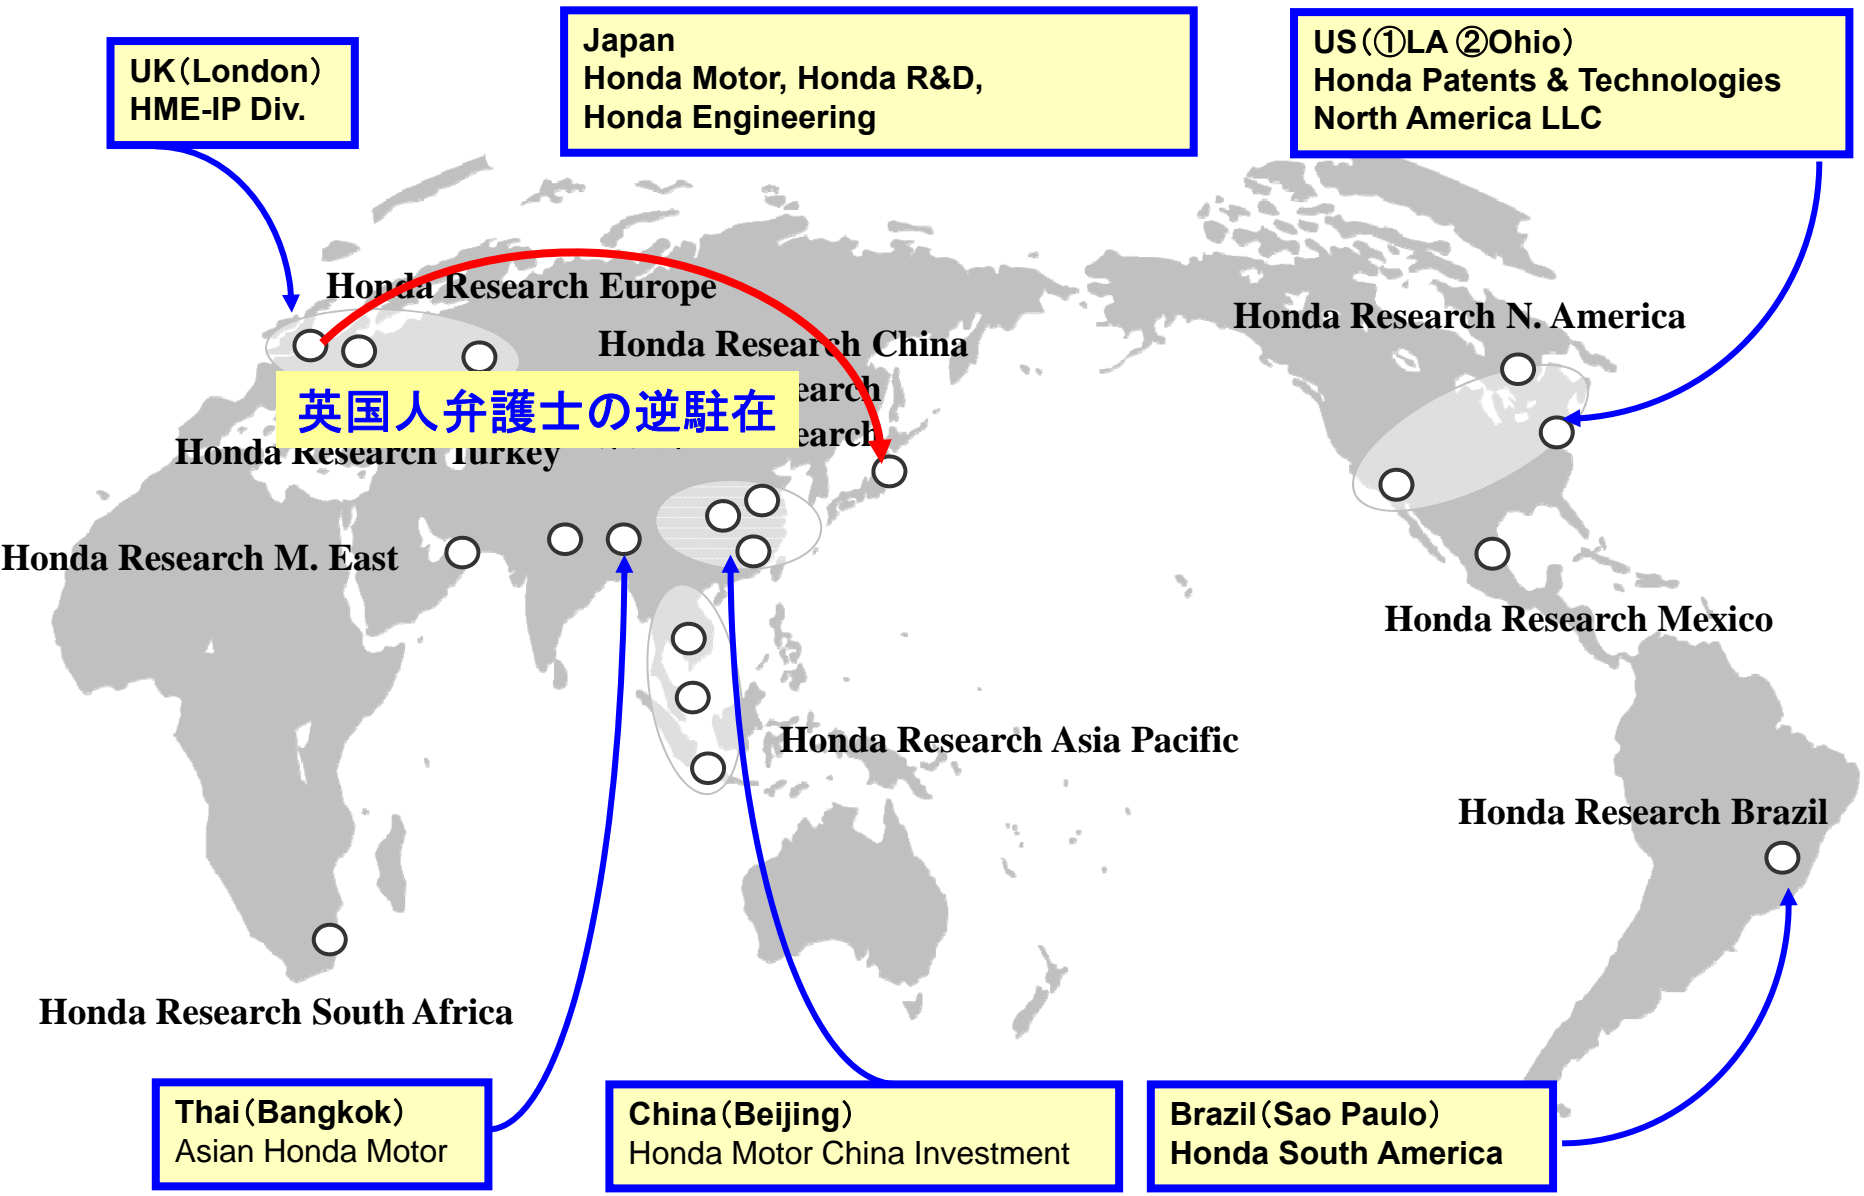 UK（London）
HME-IP Div.
Japan
Honda Motor, Honda R&D,
Honda Engineering
US（①LA ②Ohio）
Honda Patents & Technologies
North America LLC
Honda Research Europe
Honda Research N. America
Honda Research China
earch
英国人弁護士の逆駐在
earch
Honda Research Turkey
Honda Research M. East
Honda Research Mexico
Honda Research Asia Pacific
Honda Research Brazil
Honda Research South Africa
Thai（Bangkok）
Asian Honda Motor
China（Beijing）
Honda Motor China Investment
Brazil（Sao Paulo）
Honda South America